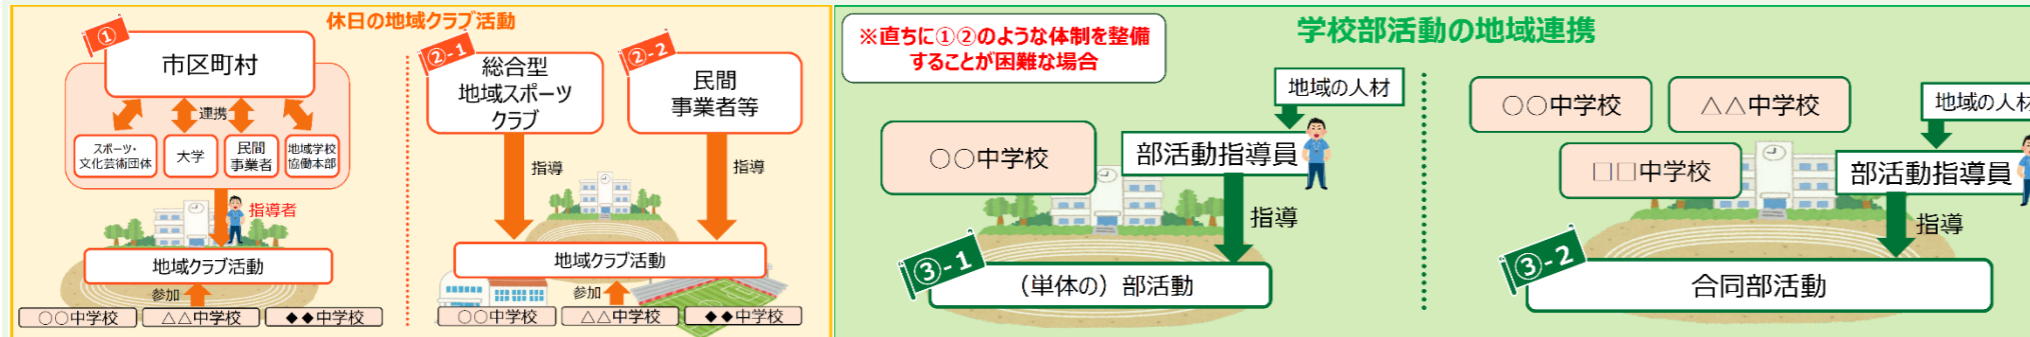 休日の地域クラブ活動
①
市区町村
連携
スポーツ・
文化芸術団体
大学
民間
事業者
地域学校
協働本部
指導者
地域クラブ活動
参加
○○中学校
△△中学校
◆◆中学校
②-1
総合型
地域スポーツ
クラブ
②-2
民間
事業者等
指導
指導
地域クラブ活動
参加
○○中学校
△△中学校
◆◆中学校
学校部活動の地域連携
※直ちに①②のような体制を整備
することが困難な場合
地域の人材
○○中学校
部活動指導員
指導
③-1
（単体の）部活動
○○中学校
△△中学校
地域の人材
□□中学校
部活動指導員
指導
③-2
合同部活動